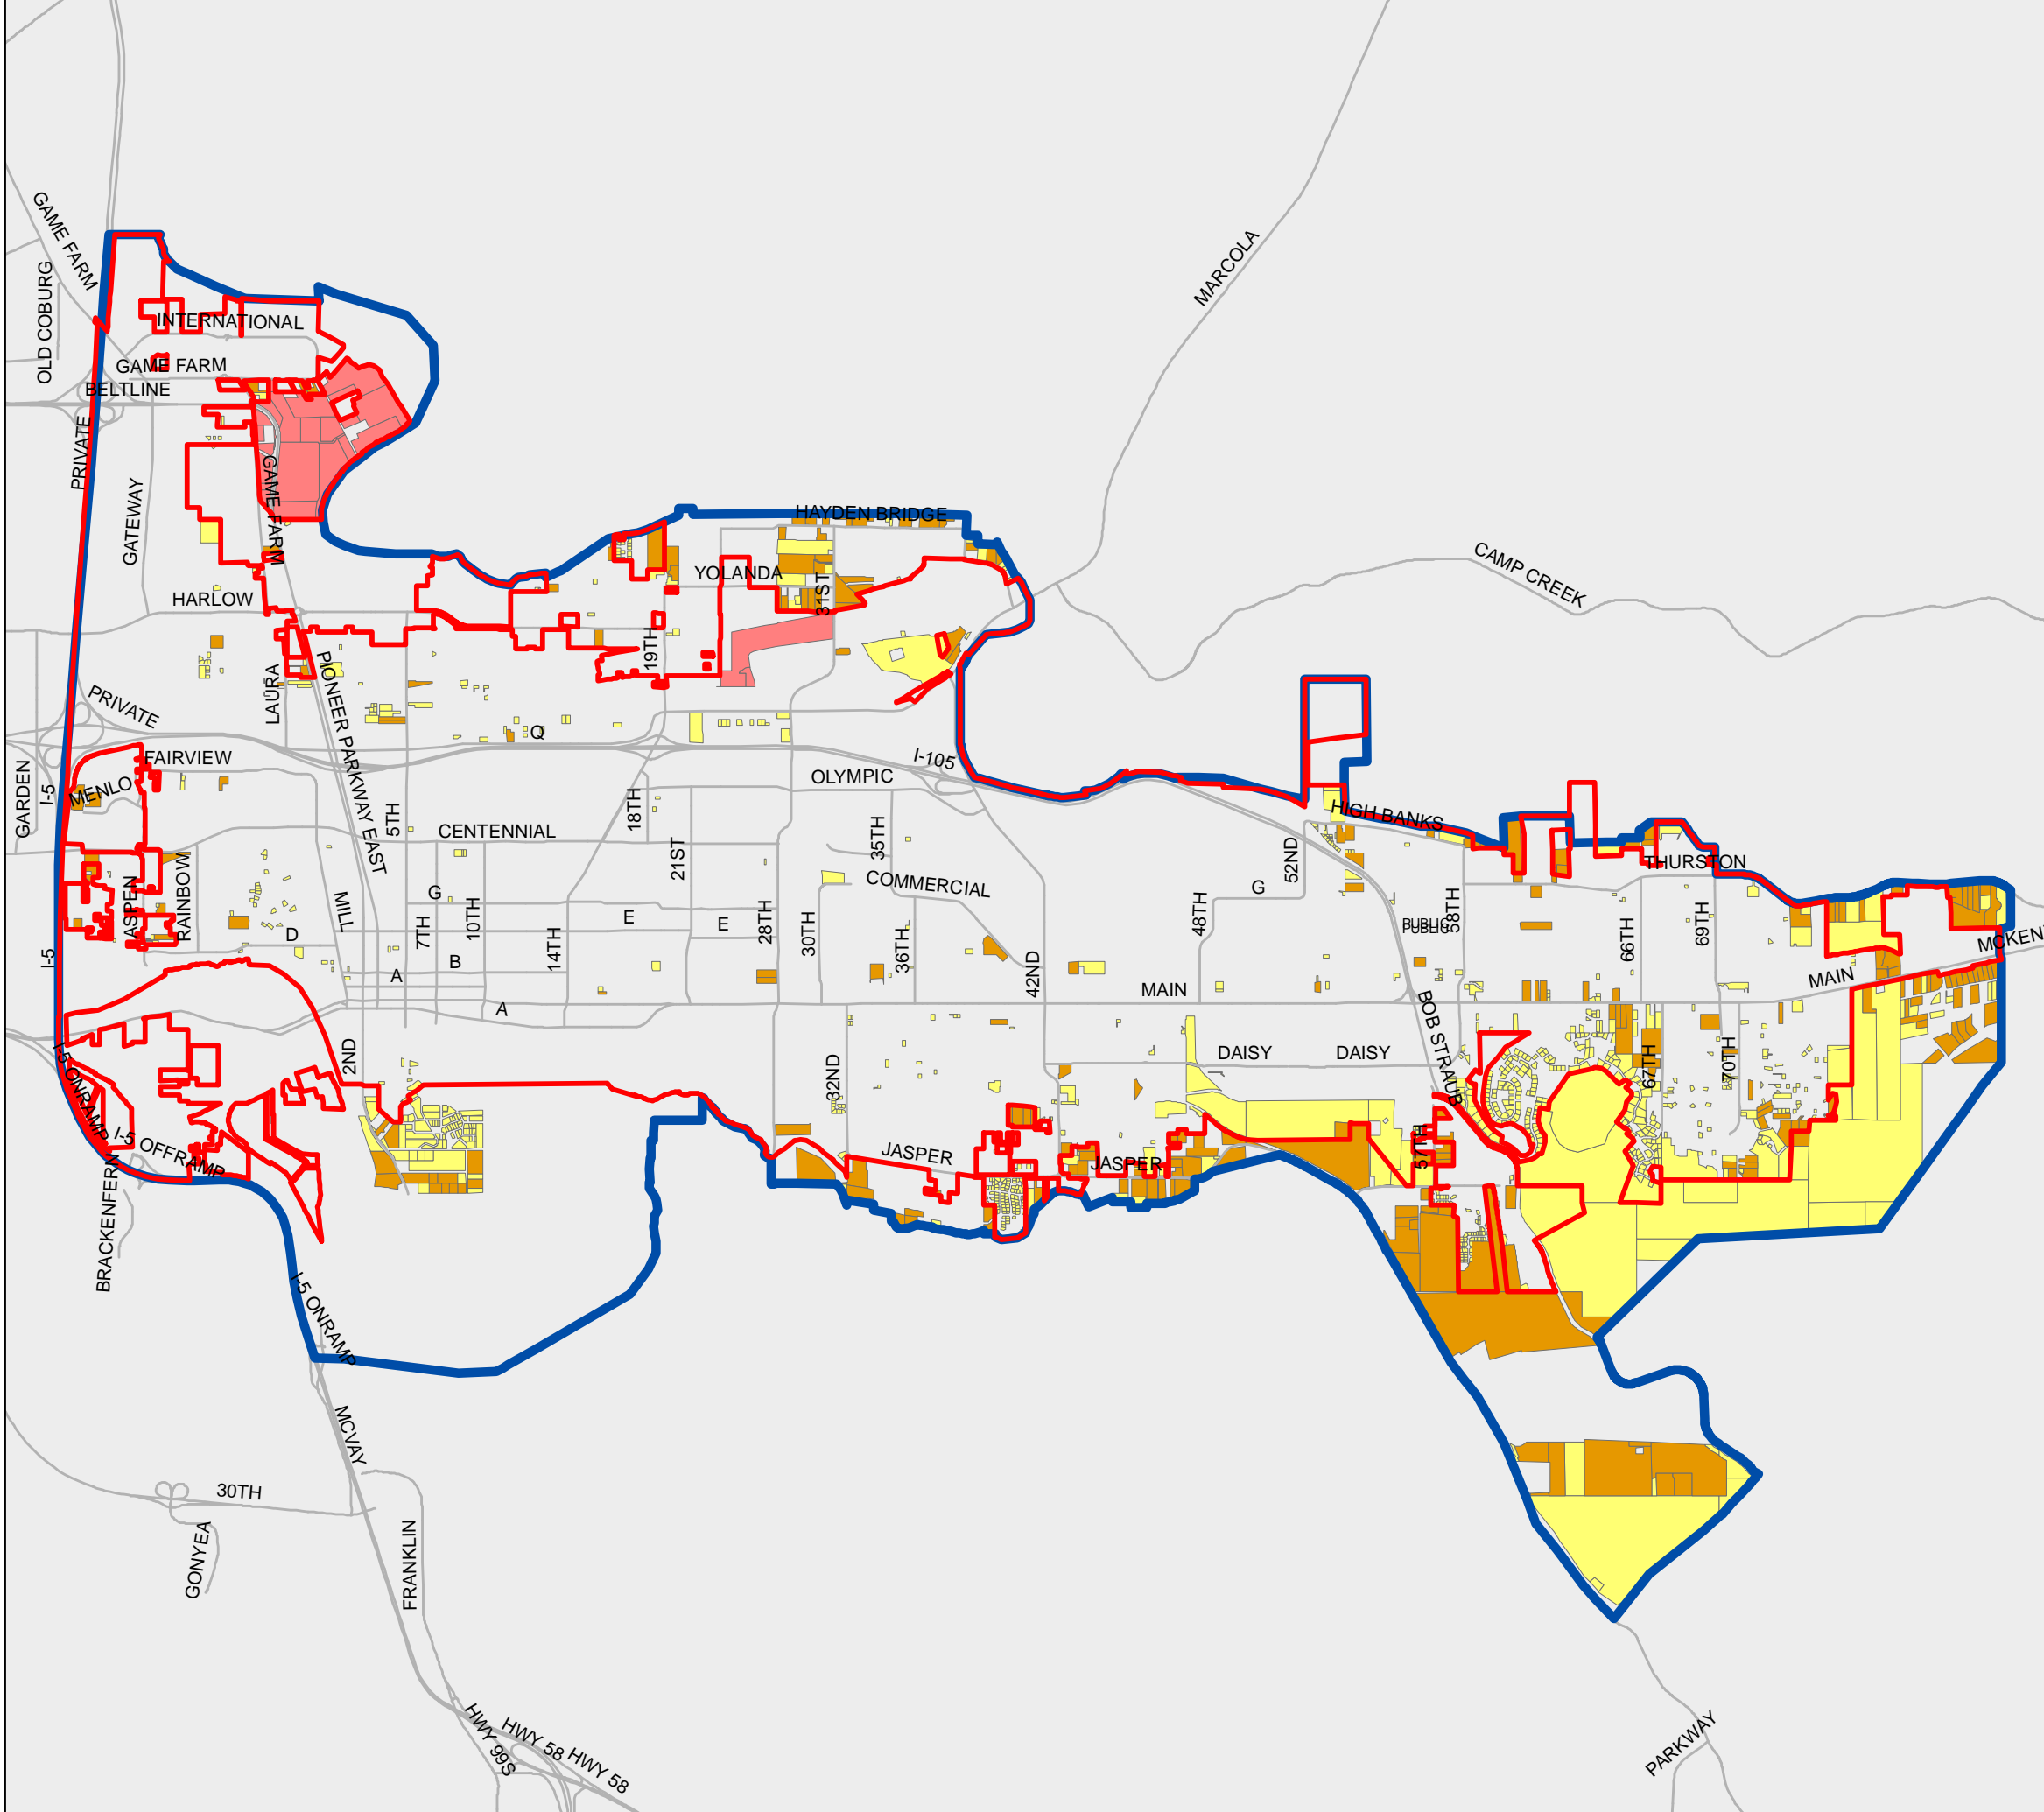 GAME FARM
OLD COBURG
MARCOLA
INTERNATIONAL
GAME FARM
BELTLINE
PRIVATE
GATEWAY
GAME FARM
HAYDEN BRIDGE
CAMP CREEK
YOLANDA
31ST
HARLOW
19TH
LAURA
PIONEER PARKWAY EAST
PRIVATE
Q
FAIRVIEW
I-105
OLYMPIC
GARDEN
I-5
MENLO
HIGH BANKS
5TH
18TH
CENTENNIAL
35TH
21ST
52ND
THURSTON
ASPEN
RAINBOW
COMMERCIAL
G
G
MILL
7TH
10TH
E
E
28TH
30TH
48TH
58TH
PUBLIC
PUBLIC
66TH
69TH
D
14TH
36TH
I-5
B
A
42ND
MCKEN
MAIN
MAIN
A
BOB STRAUB
2ND
I-5 ONRAMP
DAISY
DAISY
32ND
67TH
70TH
I-5 OFFRAMP
JASPER
JASPER
57TH
BRACKENFERN
I-5 ONRAMP
MCVAY
30TH
GONYEA
FRANKLIN
HWY 99S
HWY 58
HWY 58
PARKWAY